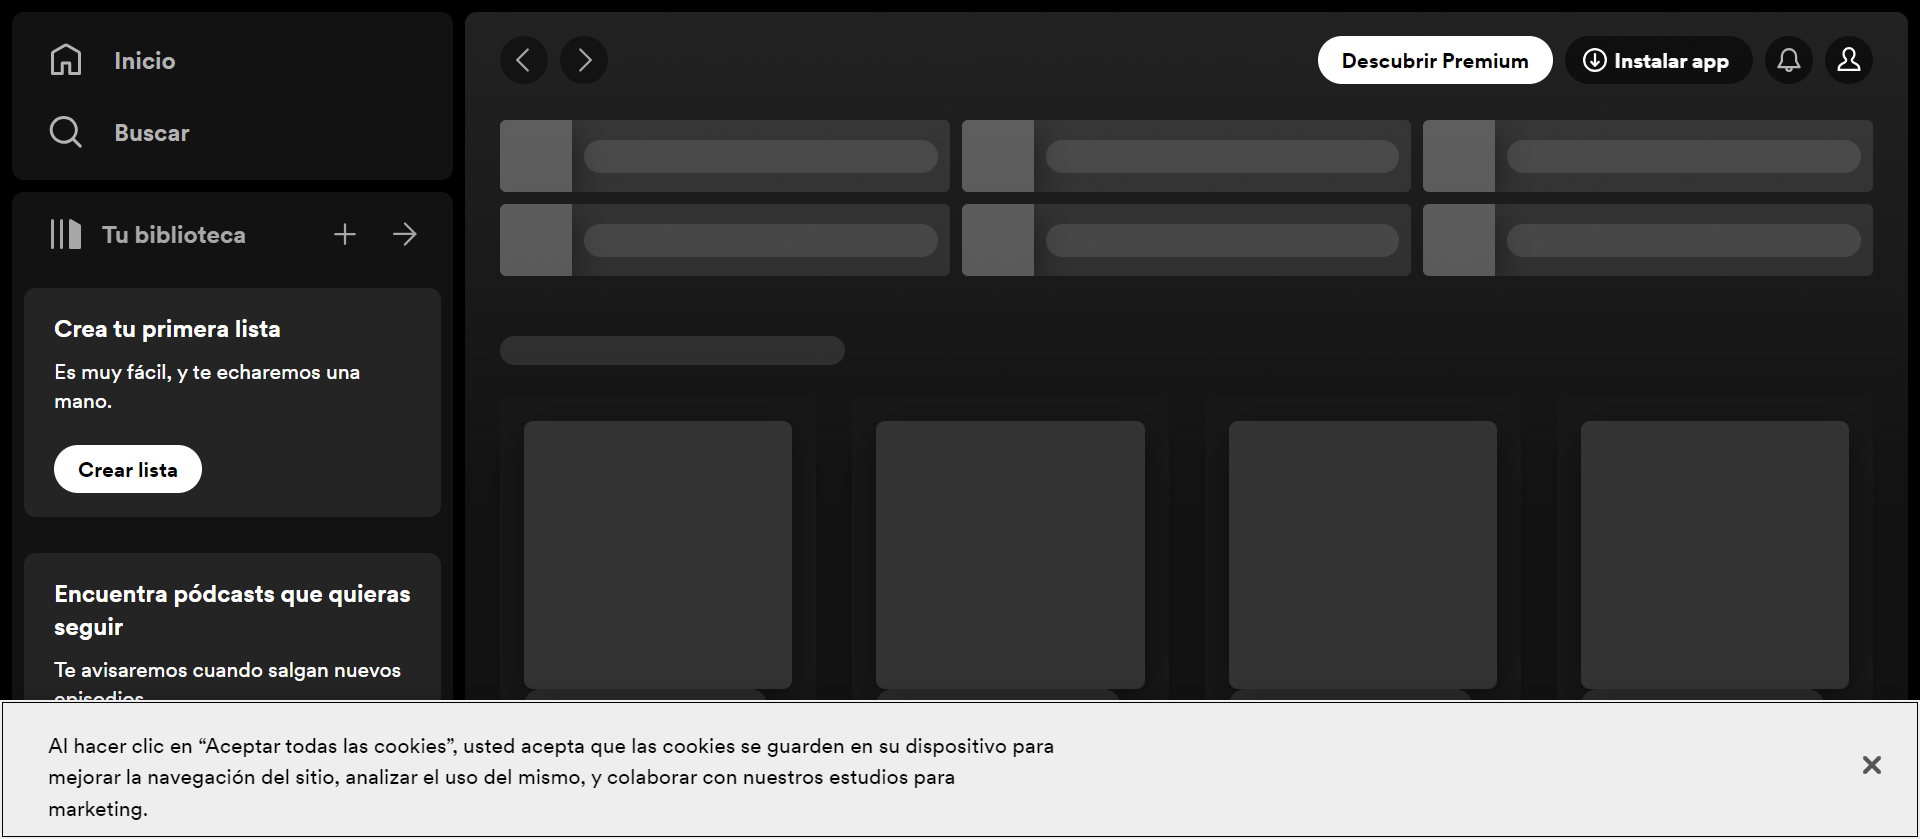 Inicio
Buscar
Tu biblioteca
Crea tu primera lista
Es muy fácil, y te echaremos una
mano.
Crear lista
Encuentra pódcasts que quieras
seguir
Te avisaremos cuando salgan nuevos
episodios
Descubrir Premium
Instalar app
Al hacer clic en “Aceptar todas las cookies”, usted acepta que las cookies se guarden en su dispositivo para
mejorar la navegación del sitio, analizar el uso del mismo, y colaborar con nuestros estudios para
marketing.